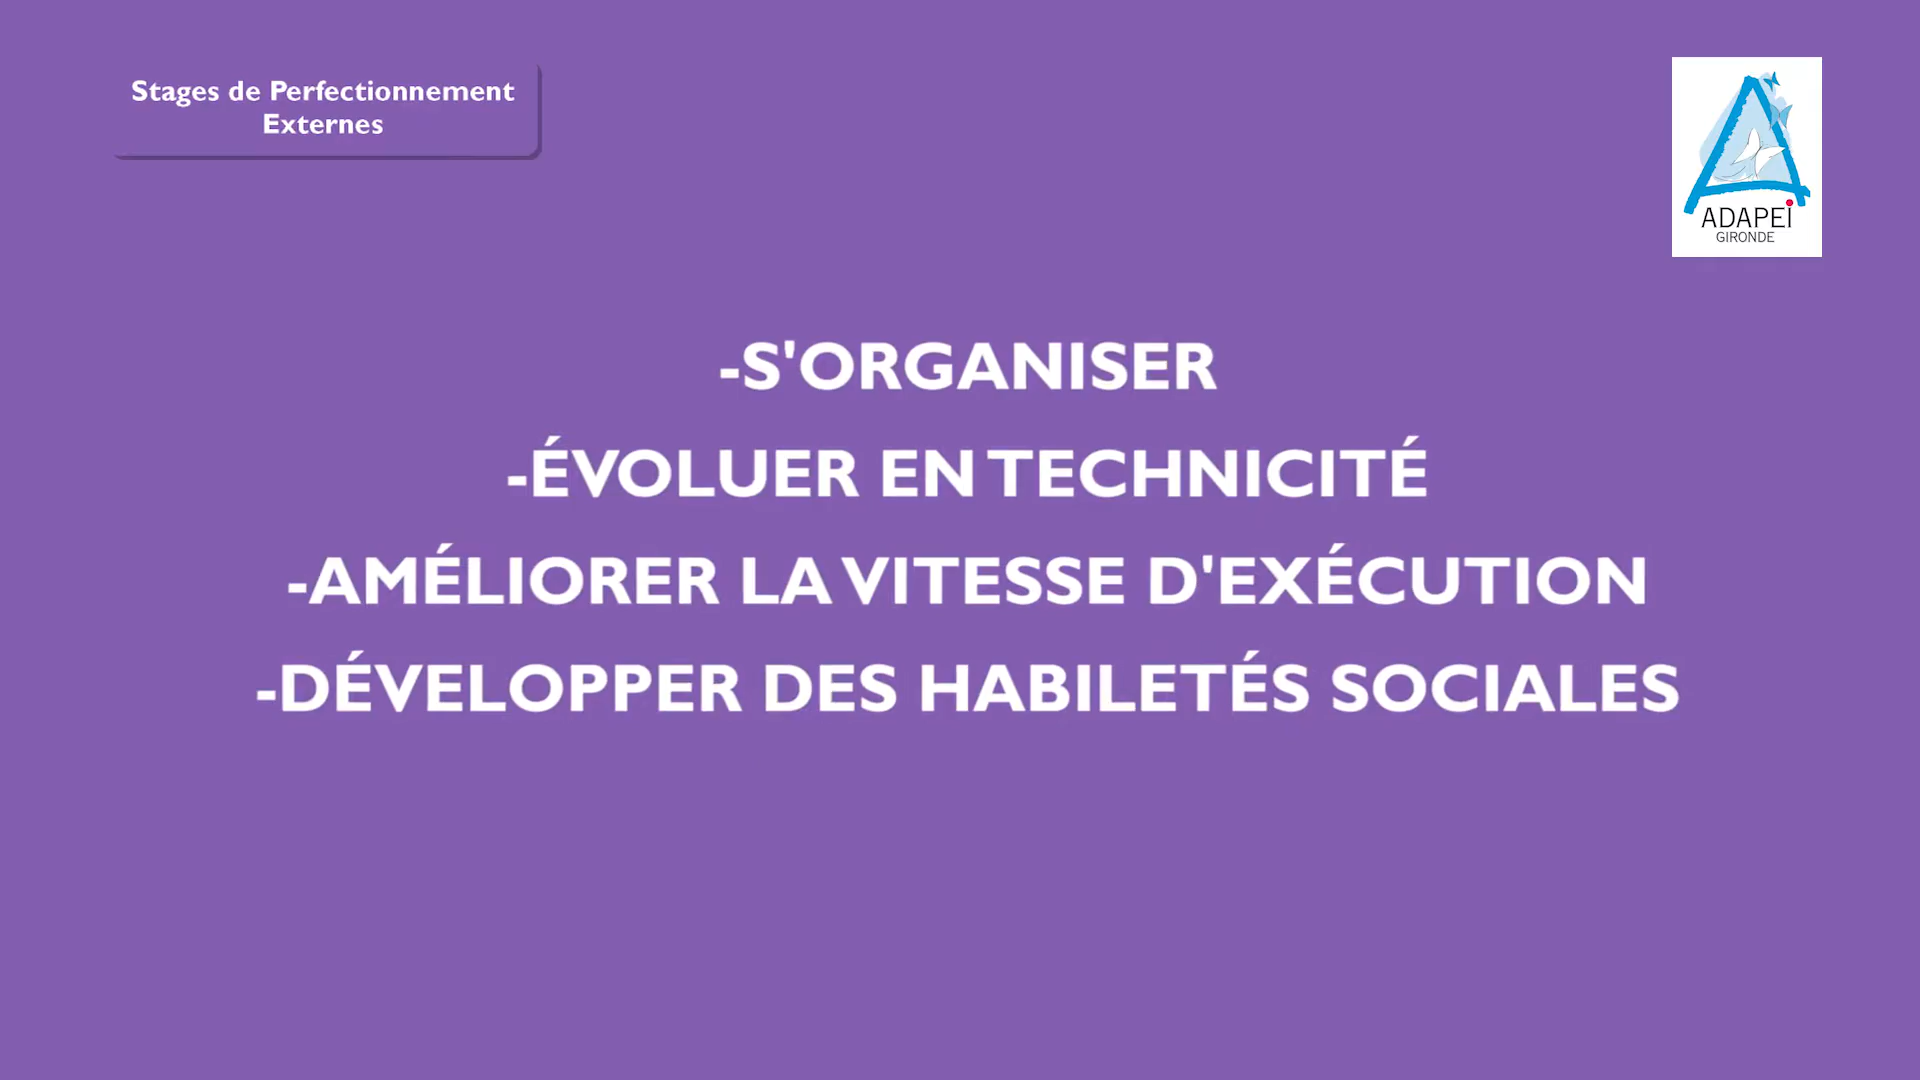 Stages de Perfectionnement
Externes
ADAPEI
GIRONDE
-S'ORGANISER
-ÉVOLUER EN TECHNICITÉ
-AMÉLIORER LA VITESSE D'EXÉCUTION
-DÉVELOPPER DES HABILETÉS SOCIALES